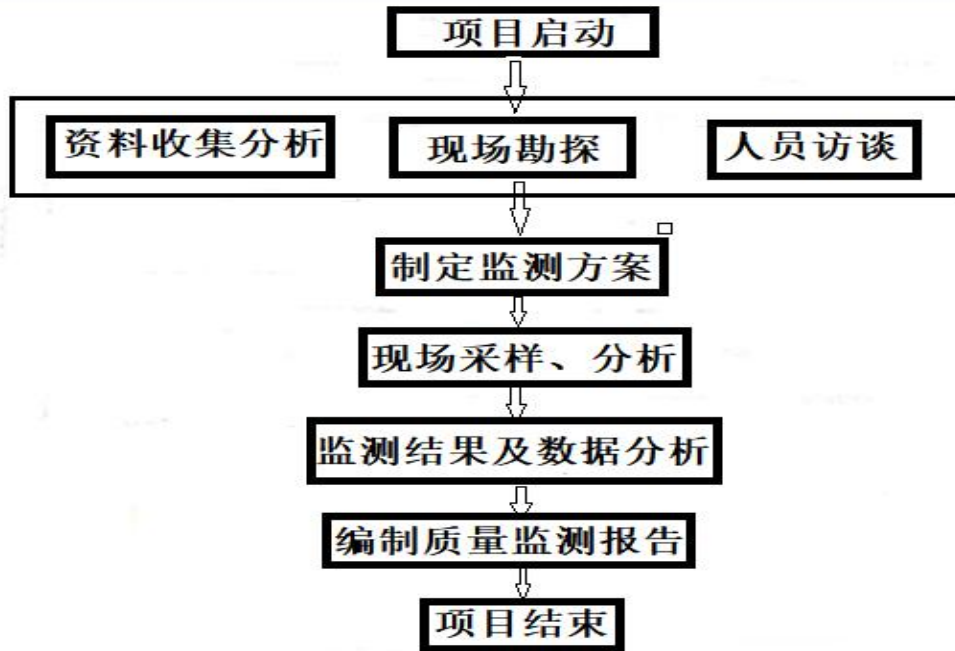 项目启动
资料收集分析 现场勘探 人员访谈
制定监测方案
现场采样、分析
监测结果及数据分析
编制质量监测报告
项目结束